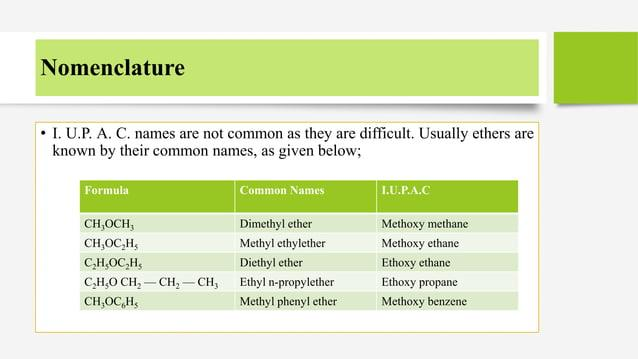 Nomenclature
• I. U.P. A. C. names are not common as they are difficult. Usually ethers are
known by their common names, as given below;
Formula Common Names I.U.P.A.C
CH₃OCH₃ Dimethyl ether Methoxy methane
CH₃OC₂H₅ Methyl ethylether Methoxy ethane
C₂H₅OC₂H₅ Diethyl ether Ethoxy ethane
C₂H₅O CH₂ — CH₂ — CH₃ Ethyl n-propylether Ethoxy propane
CH₃OC₆H₅ Methyl phenyl ether Methoxy benzene